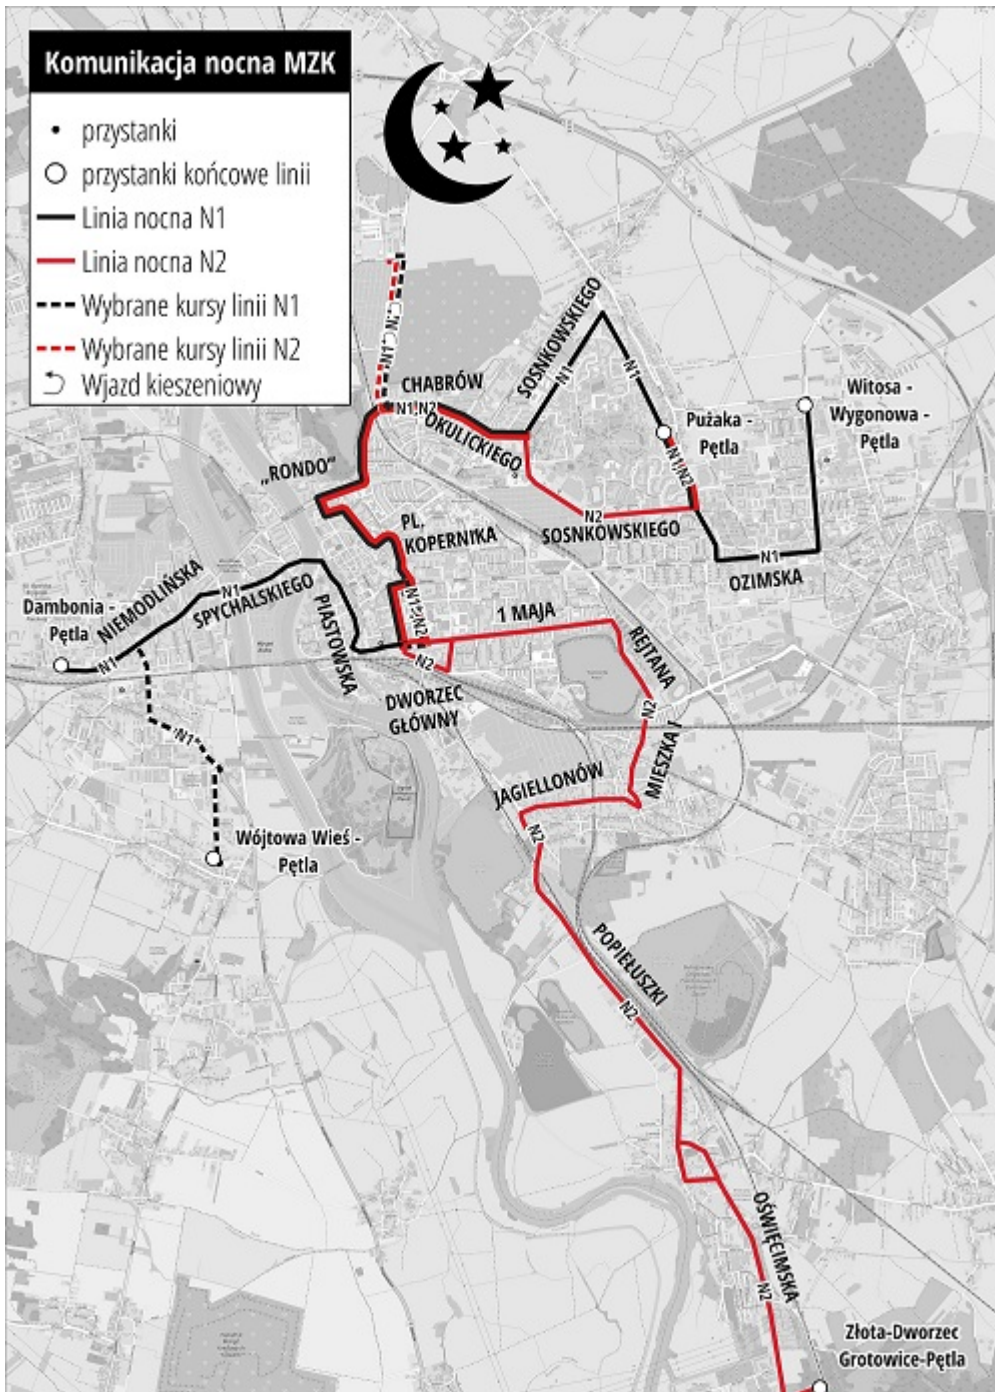 Komunikacja nocna MZK
przystanki
przystanki końcowe linii
Linia nocna N1
Linia nocna N2
Wybrane kursy linii N1
Wybrane kursy linii N2
Wjazd kieszeniowy
CHABRÓW
N1,N2
OKULICKIEGO
SOSNKOWSKIEGO
N1
N1
Pużaka -
Pętla
N1,N2
Witosa -
Wygonowa -
Pętla
„RONDO”
PL.
KOPERNIKA
N2
SOSNKOWSKIEGO
N1
OZIMSKA
Dambonia -
Pętla
NIEMODLIŃSKA
N1
SPYCHALSKIEGO
N1
PIASTOWSKA
N2
1 MAJA
REJTANA
DWORZEC
GŁÓWNY
N2
MIESZKA I
N1
JAGIELLONÓW
N2
Wójtowa Wieś -
Pętla
POPIEŁUSZKI
N2
OŚWIĘCIMSKA
N2
Złota-Dworzec
Grotowice-Pętla